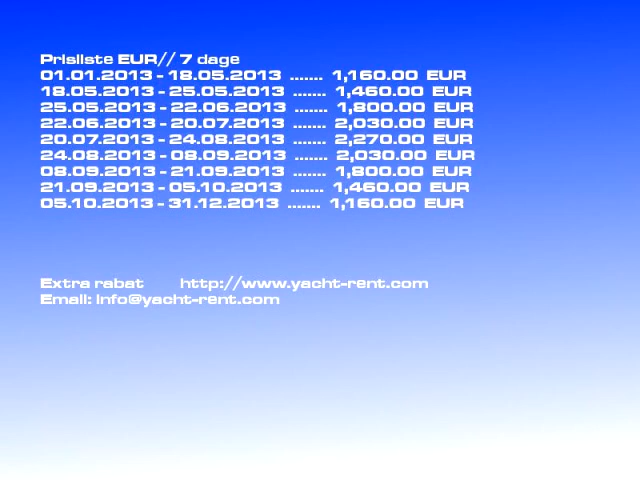 Prisliste EUR// 7 dage
01.01.2013 - 18.05.2013 ....... 1,160.00 EUR
18.05.2013 - 25.05.2013 ....... 1,460.00 EUR
25.05.2013 - 22.06.2013 ....... 1,800.00 EUR
22.06.2013 - 20.07.2013 ....... 2,030.00 EUR
20.07.2013 - 24.08.2013 ....... 2,270.00 EUR
24.08.2013 - 08.09.2013 ....... 2,030.00 EUR
08.09.2013 - 21.09.2013 ....... 1,800.00 EUR
21.09.2013 - 05.10.2013 ....... 1,460.00 EUR
05.10.2013 - 31.12.2013 ....... 1,160.00 EUR
Extra rabat http://www.yacht-rent.com
Email: info@yacht-rent.com